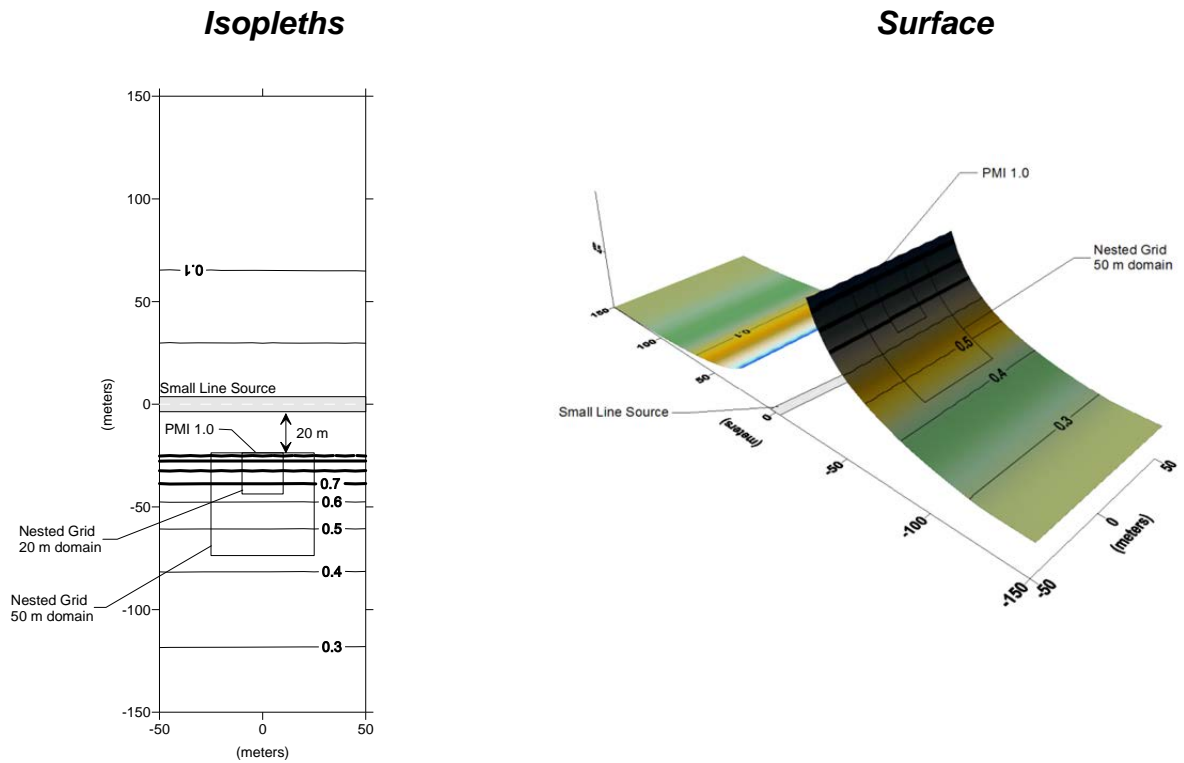 Isopleths
Surface
150
100
50
0
-50
-100
-150
(meters)
0.1
Small Line Source
PMI 1.0
20 m
0.7
0.6
0.5
0.4
0.3
Nested Grid
20 m domain
Nested Grid
50 m domain
-50
0
50
(meters)
PMI 1.0
Nested Grid
50 m domain
Small Line Source
150
100
50
0
-50
-100
-150
(meters)
0.1
0.5
0.4
0.3
-50
0
50
(meters)